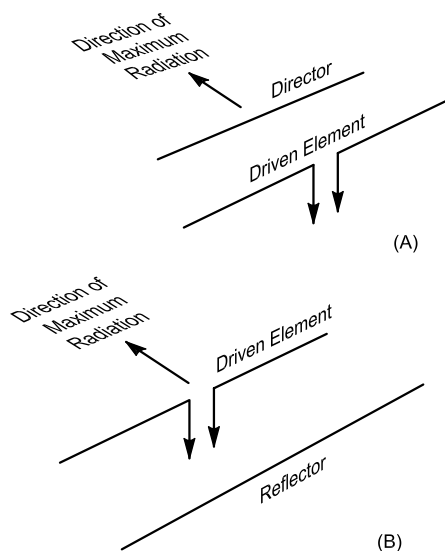 Direction of
Maximum
Radiation
Director
Driven Element
(A)
Direction of
Maximum
Radiation
Driven Element
Reflector
(B)